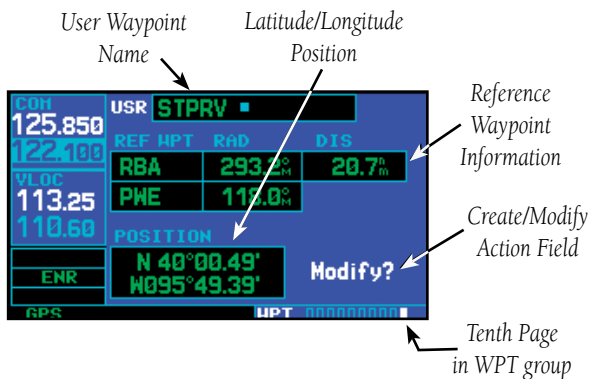 User Waypoint
Name
Latitude/Longitude
Position
COM
125.850
122.100
VLOC
113.25
110.60
ENR
GPS
USR STPRV
REF WPT RAD DIS
RBA 293.2°M 20.7nm
PWE 118.0°M
POSITION
N 40°00.49'
W095°49.39'
Modify?
WPT
Reference
Waypoint
Information
Create/Modify
Action Field
Tenth Page
in WPT group